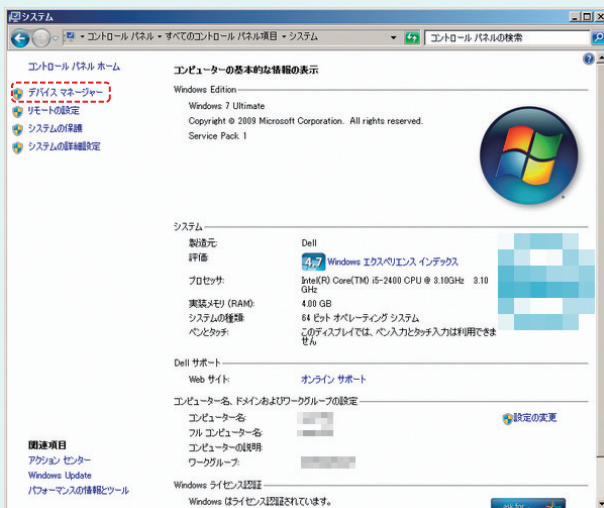 システム
コントロール パネル すべてのコントロール パネル項目 システム
コントロール パネルの検索
コントロール パネル ホーム
デバイス マネージャー
リモートの設定
システムの保護
システムの詳細設定
コンピューターの基本的な情報の表示
Windows Edition
Windows 7 Ultimate
Copyright © 2009 Microsoft Corporation. All rights reserved.
Service Pack 1
システム
製造元: Dell
評価: 4.7 Windows エクスペリエンス インデックス
プロセッサ: Intel(R) Core(TM) i5-2400 CPU @ 3.10GHz 3.10
GHz
実装メモリ (RAM): 4.00 GB
システムの種類: 64 ビット オペレーティング システム
ペンとタッチ: このディスプレイでは、ペン入力とタッチ入力は利用できま
せん
Dell サポート
Web サイト: オンライン サポート
コンピューター名、ドメインおよびワークグループの設定
コンピューター名: 設定の変更
フル コンピューター名:
コンピューターの説明:
ワークグループ:
関連項目
アクション センター
Windows Update
パフォーマンスの情報とツール
Windows ライセンス認証
Windows はライセンス認証されています。
ask for